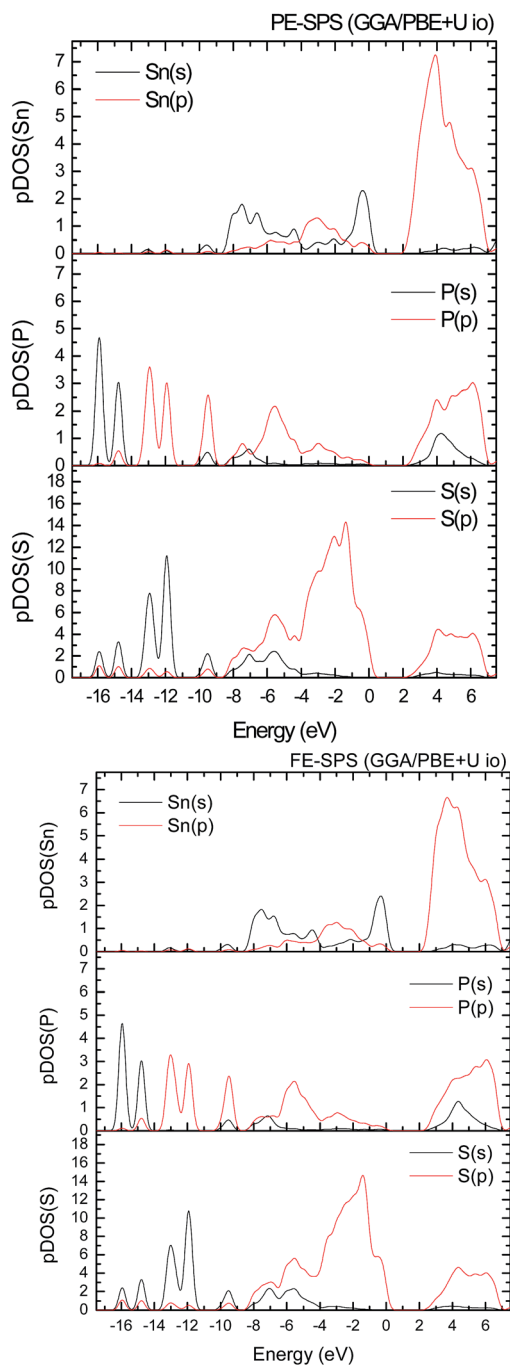 PE-SPS (GGA/PBE+U io)
Sn(s)
Sn(p)
pDOS(Sn)
7
6
5
4
3
2
1
0
P(s)
P(p)
pDOS(P)
7
6
5
4
3
2
1
0
S(s)
S(p)
pDOS(S)
18
16
14
12
10
8
6
4
2
0
-16 -14 -12 -10 -8 -6 -4 -2 0 2 4 6
Energy (eV)
FE-SPS (GGA/PBE+U io)
Sn(s)
Sn(p)
pDOS(Sn)
7
6
5
4
3
2
1
0
P(s)
P(p)
pDOS(P)
7
6
5
4
3
2
1
0
S(s)
S(p)
pDOS(S)
18
16
14
12
10
8
6
4
2
0
-16 -14 -12 -10 -8 -6 -4 -2 0 2 4 6
Energy (eV)